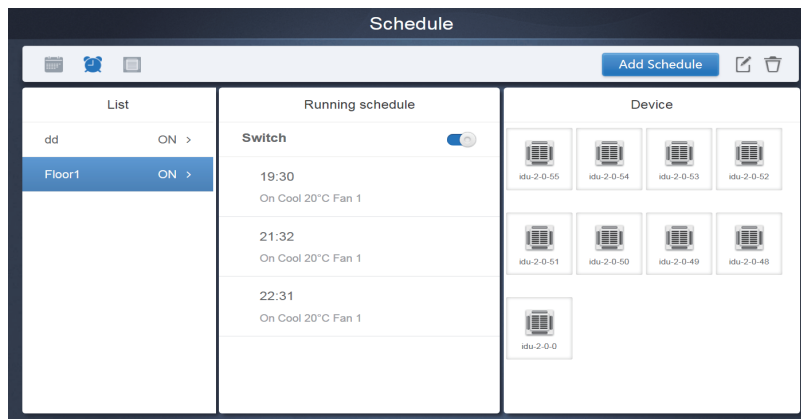 Schedule
Add Schedule
List
dd ON >
Floor1 ON >
Running schedule
Switch
19:30
On Cool 20°C Fan 1
21:32
On Cool 20°C Fan 1
22:31
On Cool 20°C Fan 1
Device
idu-2-0-55 idu-2-0-54 idu-2-0-53 idu-2-0-52
idu-2-0-51 idu-2-0-50 idu-2-0-49 idu-2-0-48
idu-2-0-0